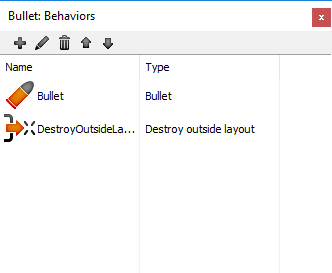 Bullet: Behaviors
x
Name Type
Bullet Bullet
DestroyOutsideLa... Destroy outside layout